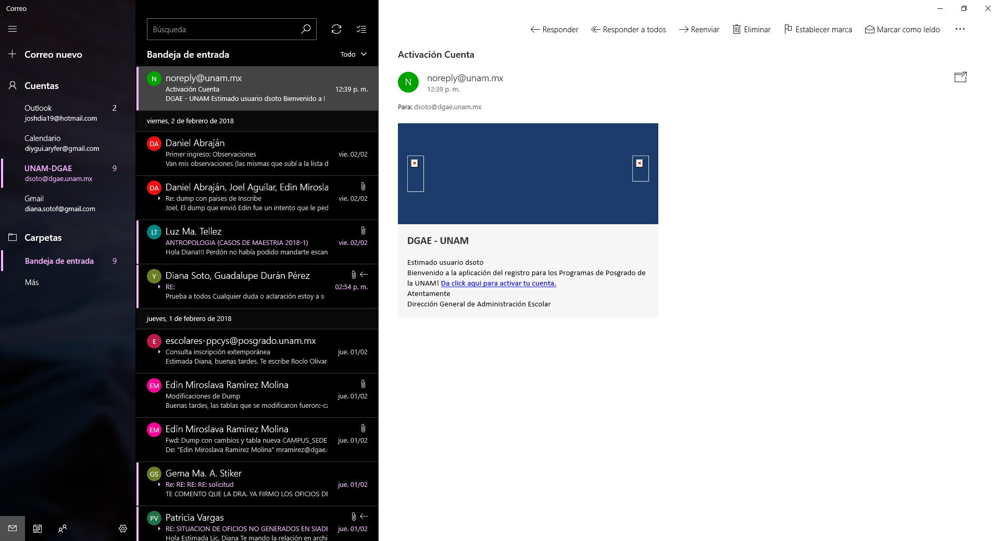 Correo
Correo nuevo
Cuentas
Outlook 2
joshdia19@hotmail.com
Calendario
diygui.aryfer@gmail.com
UNAM-DGAE 9
dsoto@dgae.unam.mx
Gmail
diana.sotof@gmail.com
Carpetas
Bandeja de entrada 9
Más
Búsqueda
Bandeja de entrada Todo
N noreply@unam.mx
Activación Cuenta 12:39 p. m.
DGAE - UNAM Estimado usuario dsoto Bienvenido a l
viernes, 2 de febrero de 2018
DA Daniel Abraján
Primer ingreso: Observaciones vie. 02/02
Van mis observaciones (las mismas que subí a la lista d
DA Daniel Abraján, Joel Aguilar, Edin Mirosla
Re: dump con paises de Inscribe vie. 02/02
Joel, El dump que envió Edin fue un intento que le ped
LT Luz Ma. Tellez
ANTROPOLOGIA (CASOS DE MAESTRIA 2018-1) vie. 02/02
Hola Diana!!! Perdón no había podido mandarte escan
Y Diana Soto, Guadalupe Durán Pérez
RE: 02:54 p. m.
Prueba a todos Cualquier duda o aclaración estoy a su
jueves, 1 de febrero de 2018
E escolares-ppcys@posgrado.unam.mx
Consulta inscripción extemporánea jue. 01/02
Estimada Diana, buenas tardes. Te escribe Rocío Olivar
EM Edin Miroslava Ramirez Molina
Modificaciones de Dump jue. 01/02
Buenas tardes, las tablas que se modificaron fueron:-ca
EM Edin Miroslava Ramirez Molina
Fwd: Dump con cambios y tabla nueva CAMPUS_SEDE jue. 01/02
De: "Edin Miroslava Ramirez Molina" mramirez@dgae.
GS Gema Ma. A. Stiker
Re: RE: RE: RE: solicitud jue. 01/02
TE COMENTO QUE LA DRA. YA FIRMO LOS OFICIOS DE
PV Patricia Vargas
RE: SITUACION DE OFICIOS NO GENERADOS EN SIADE jue. 01/02
Hola Estimada Lic. Diana Te mando la relación en archi
Responder Responder a todos Reenviar Eliminar Establecer marca Marcar como leído
Activación Cuenta
N noreply@unam.mx
12:39 p. m.
Para: dsoto@dgae.unam.mx
DGAE - UNAM
Estimado usuario dsoto
Bienvenido a la aplicación del registro para los Programas de Posgrado de
la UNAM! Da click aqui para activar tu cuenta.
Atentamente
Dirección General de Administración Escolar